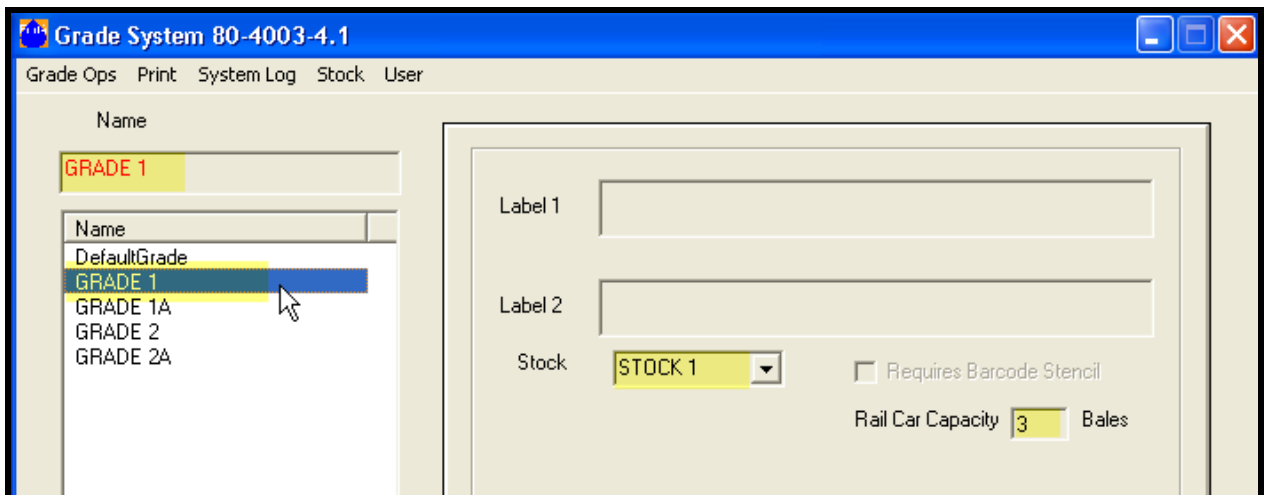 Grade System 80-4003-4.1
Grade Ops Print System Log Stock User
Name
GRADE 1
Name
DefaultGrade
GRADE 1
GRADE 1A
GRADE 2
GRADE 2A
Label 1
Label 2
Stock STOCK 1
Requires Barcode Stencil
Rail Car Capacity 3 Bales